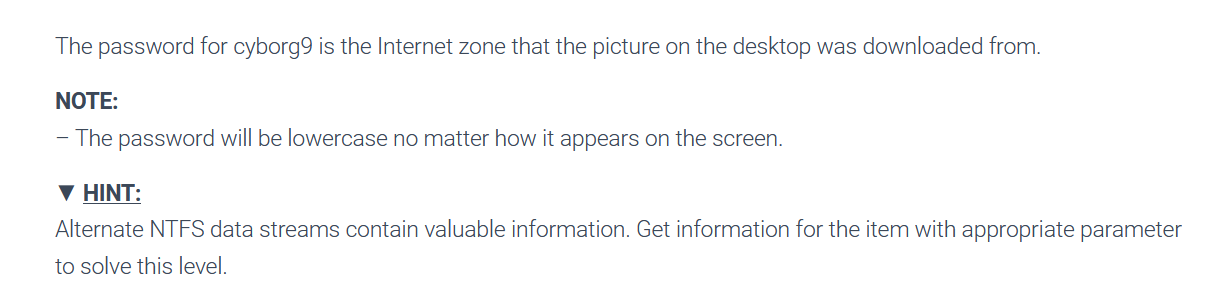 The password for cyborg9 is the Internet zone that the picture on the desktop was downloaded from.
NOTE:
– The password will be lowercase no matter how it appears on the screen.
▼ HINT:
Alternate NTFS data streams contain valuable information. Get information for the item with appropriate parameter
to solve this level.